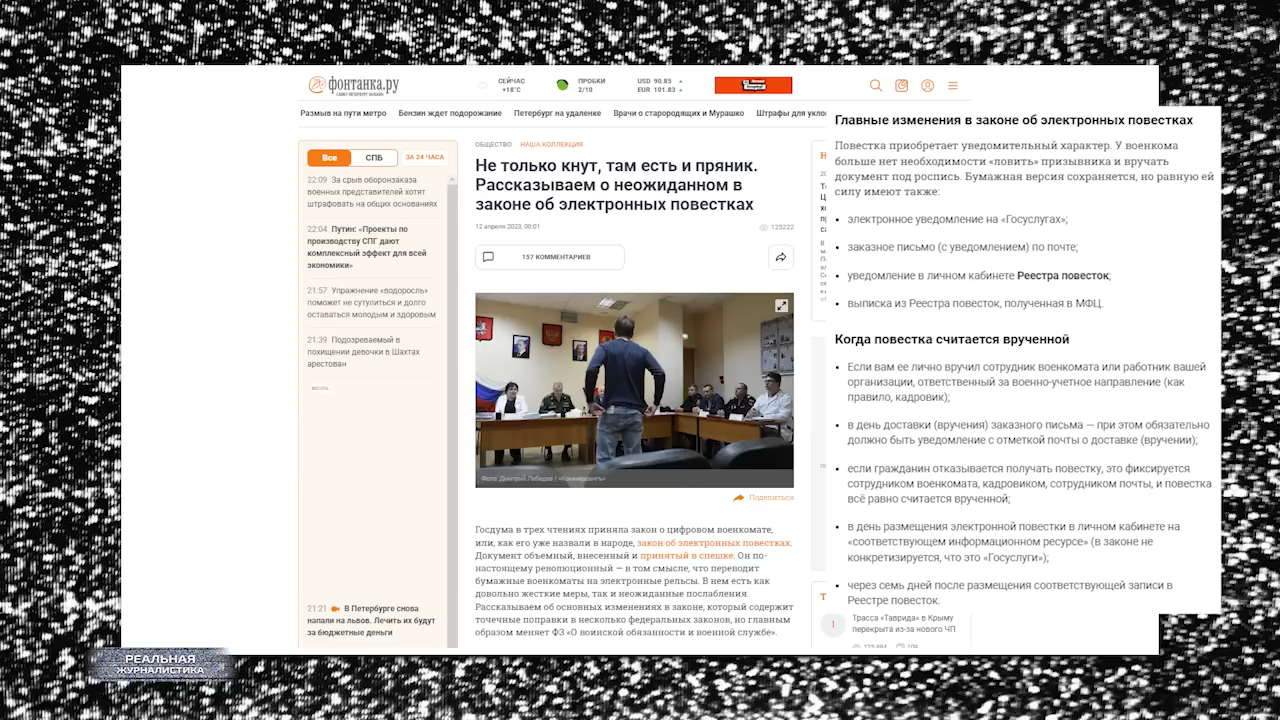 фонтанка.ру
САНКТ-ПЕТЕРБУРГ ОНЛАЙН
СЕЙЧАС
+18°C
ПРОБКИ
2/10
USD 90.85
EUR 101.83
Размыв на пути метро
Бензин ждет подорожание
Петербург на удаленке
Врачи о стародящих и Мурашко
Штрафы для укло
Все
СПБ
ЗА 24 ЧАСА
22:09 За срыв оборонзаказа
военных представителей хотят
штрафовать на общих основаниях
22:04 Путин: «Проекты по
производству СПГ дают
комплексный эффект для всей
экономики»
21:57 Упражнение «водоросль»
поможет не сутулиться и долго
оставаться молодым и здоровым
21:39 Подозреваемый в
похищении девочки в Шахтах
арестован
21:21 В Петербурге снова
напали на львов. Лечить их будут
за бюджетные деньги
ОБЩЕСТВО НАША КОЛЛЕКЦИЯ
Не только кнут, там есть и пряник.
Рассказываем о неожиданном в
законе об электронных повестках
12 апреля 2023, 00:01
125222
157 КОММЕНТАРИЕВ
Фото: Дмитрий Лебедев / «Коммерсантъ»
Поделиться
Госдума в трех чтениях приняла закон о цифровом военкомате,
или, как его уже назвали в народе, закон об электронных повестках.
Документ объемный, внесенный и принятый в спешке. Он по-
настоящему революционный — в том смысле, что переводит
бумажные военкоматы на электронные рельсы. В нем есть как
довольно жесткие меры, так и неожиданные послабления.
Рассказываем об основных изменениях в законе, который содержит
точечные поправки в несколько федеральных законов, но главным
образом меняет ФЗ «О воинской обязанности и военной службе».
Главные изменения в законе об электронных повестках
Повестка приобретает уведомительный характер. У военкома
больше нет необходимости «ловить» призывника и вручать
документ под роспись. Бумажная версия сохраняется, но равную ей
силу имеют также:
• электронное уведомление на «Госуслугах»;
• заказное письмо (с уведомлением) по почте;
• уведомление в личном кабинете Реестра повесток;
• выписка из Реестра повесток, полученная в МФЦ.
Когда повестка считается врученной
• Если вам ее лично вручил сотрудник военкомата или работник вашей
организации, ответственный за военно-учетное направление (как
правило, кадровик);
• в день доставки (вручения) заказного письма — при этом обязательно
должно быть уведомление с отметкой почты о доставке (вручении);
• если гражданин отказывается получать повестку, это фиксируется
сотрудником военкомата, кадровиком, сотрудником почты, и повестка
всё равно считается врученной;
• в день размещения электронной повестки в личном кабинете на
«соответствующем информационном ресурсе» (в законе не
конкретизируется, что это «Госуслуги»);
• через семь дней после размещения соответствующей записи в
Реестре повесток.
1
Трасса «Таврида» в Крыму
перекрыта из-за нового ЧП
РЕАЛЬНАЯ
ЖУРНАЛИСТИКА